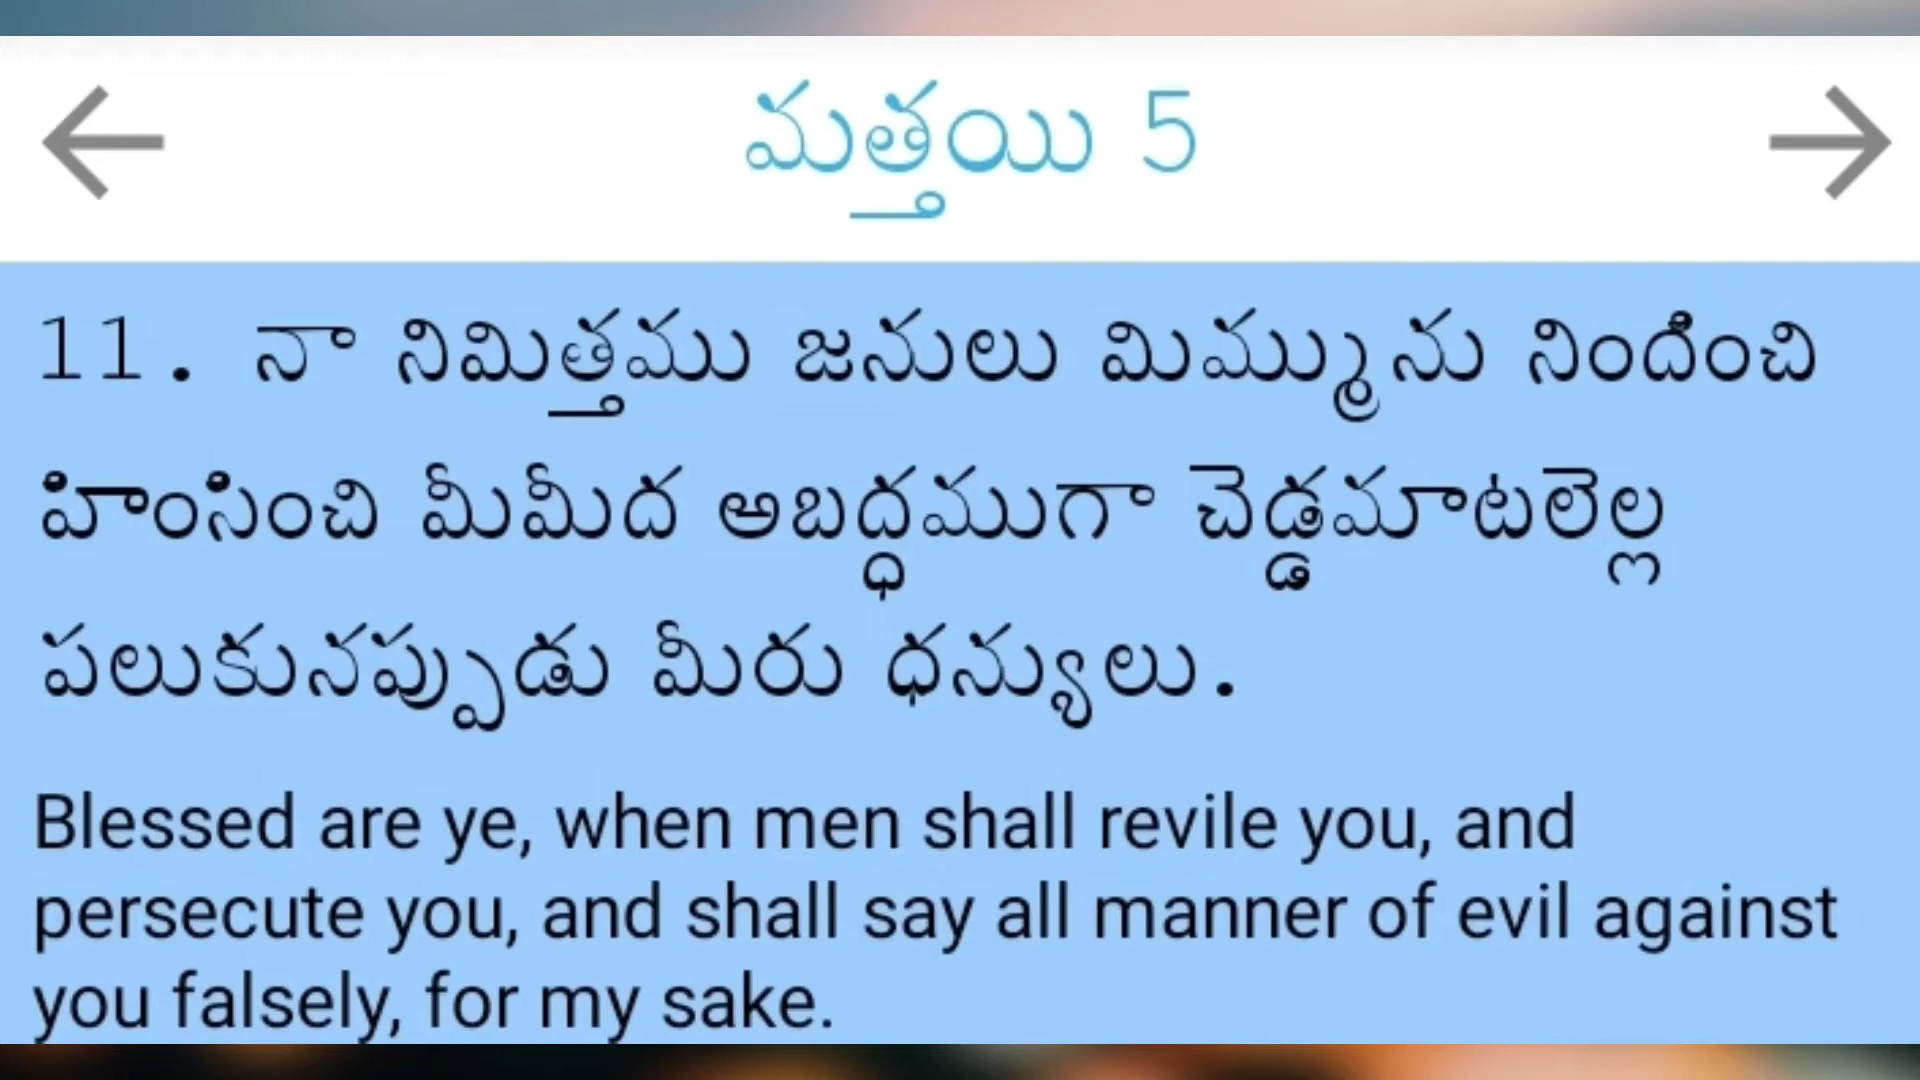 మత్తయి 5
11. నా నిమిత్తము జనులు మిమ్మును నిందించి
హింసించి మీమీద అబద్ధముగా చెడ్డమాటలెల్ల
పలుకునప్పుడు మీరు ధన్యులు.
Blessed are ye, when men shall revile you, and
persecute you, and shall say all manner of evil against
you falsely, for my sake.